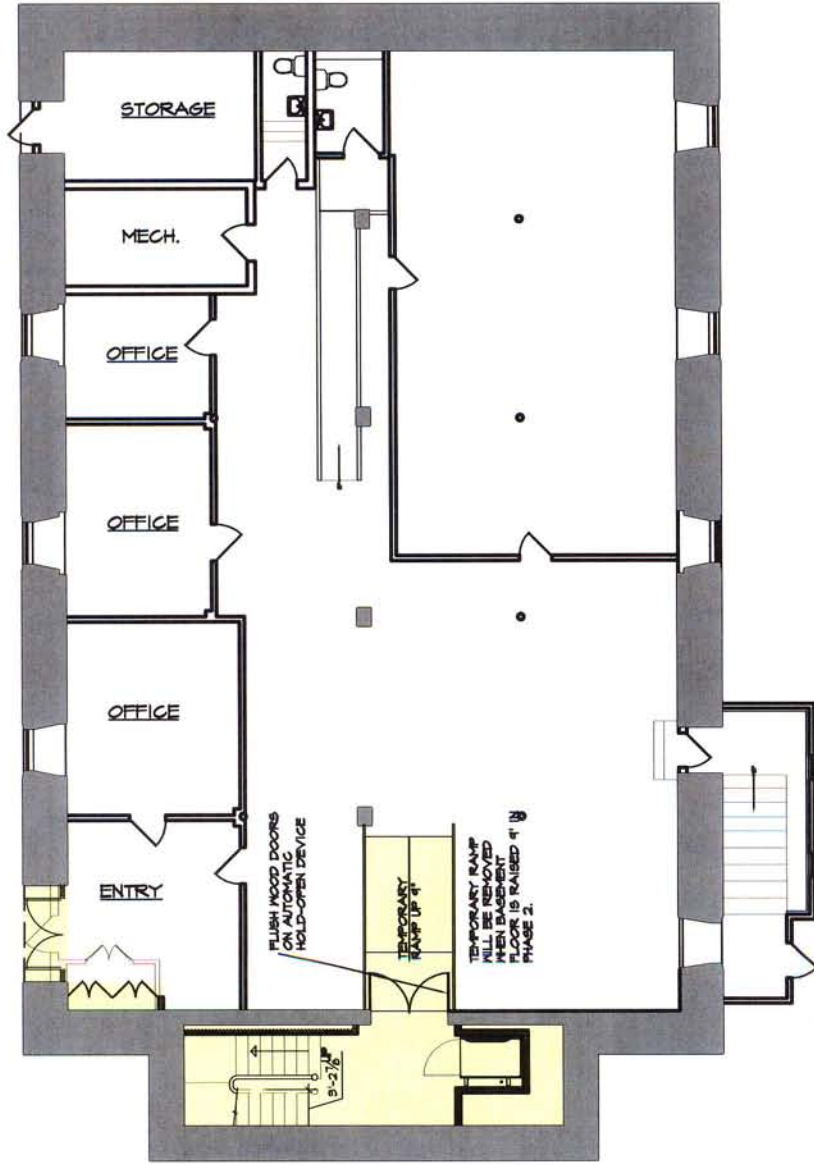 STORAGE
MECH.
OFFICE
OFFICE
OFFICE
ENTRY
FLUSH WOOD DOORS
ON AUTOMATIC
HOLD-OPEN DEVICE
TEMPORARY
RAMP UP 9"
TEMPORARY RAMP
WILL BE REMOVED
WHEN BASEMENT
FLOOR IS RAISED 9" IN
PHASE 2.
UP